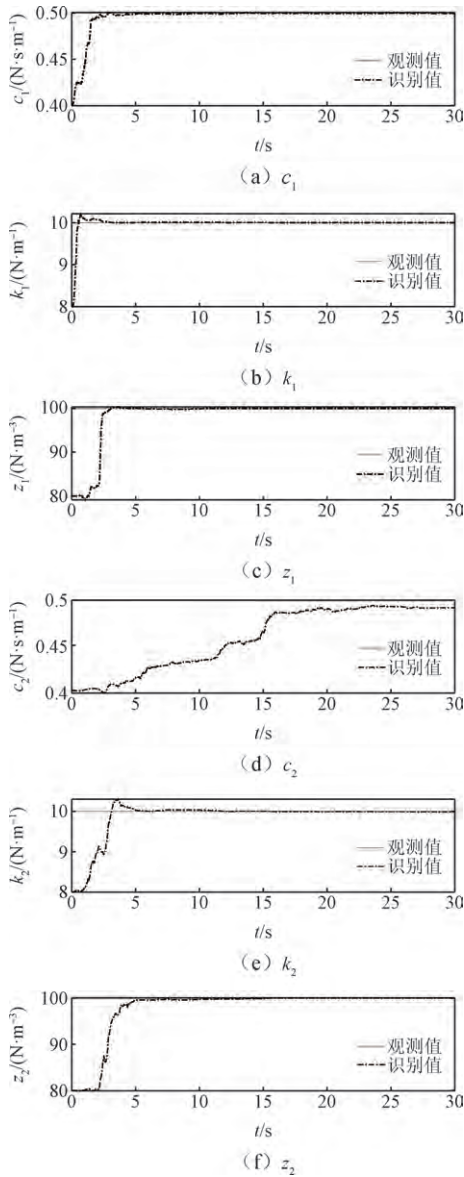 0.50
0.45
0.40
c₁/(N·s·m⁻¹)
观测值
识别值
0 5 10 15 20 25 30
t/s
（a）c₁
10
9
8
k₁/(N·m⁻¹)
观测值
识别值
0 5 10 15 20 25 30
t/s
（b）k₁
100
90
80
z₁/(N·m⁻³)
观测值
识别值
0 5 10 15 20 25 30
t/s
（c）z₁
0.5
0.45
0.4
c₂/(N·s·m⁻¹)
观测值
识别值
0 5 10 15 20 25 30
t/s
（d）c₂
10
9
8
k₂/(N·m⁻¹)
观测值
识别值
0 5 10 15 20 25 30
t/s
（e）k₂
100
90
80
z₂/(N·m⁻³)
观测值
识别值
0 5 10 15 20 25 30
t/s
（f）z₂